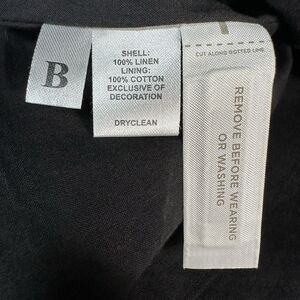 B
SHELL:
100% LINEN
LINING:
100% COTTON
EXCLUSIVE OF
DECORATION
DRYCLEAN
CUT ALONG DOTTED LINE
REMOVE BEFORE WEARING
OR WASHING